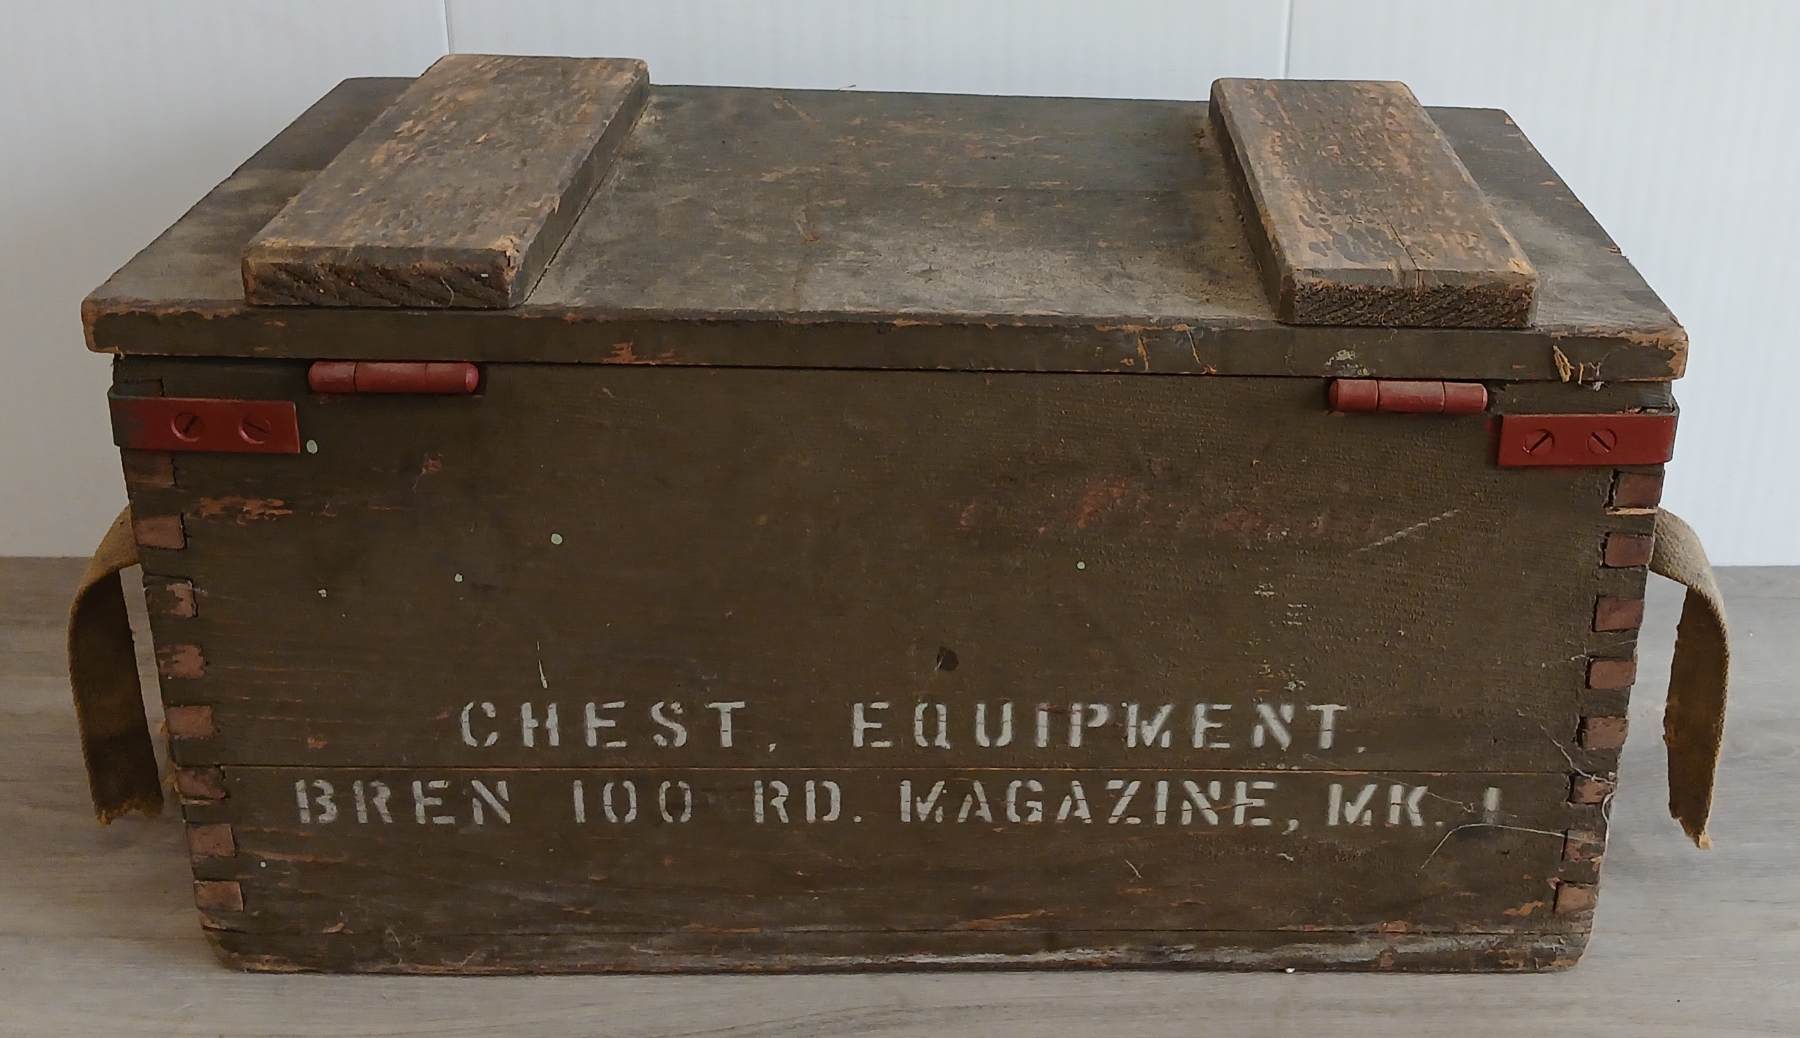 CHEST, EQUIPMENT.
BREN 100 RD. MAGAZINE, MK. I